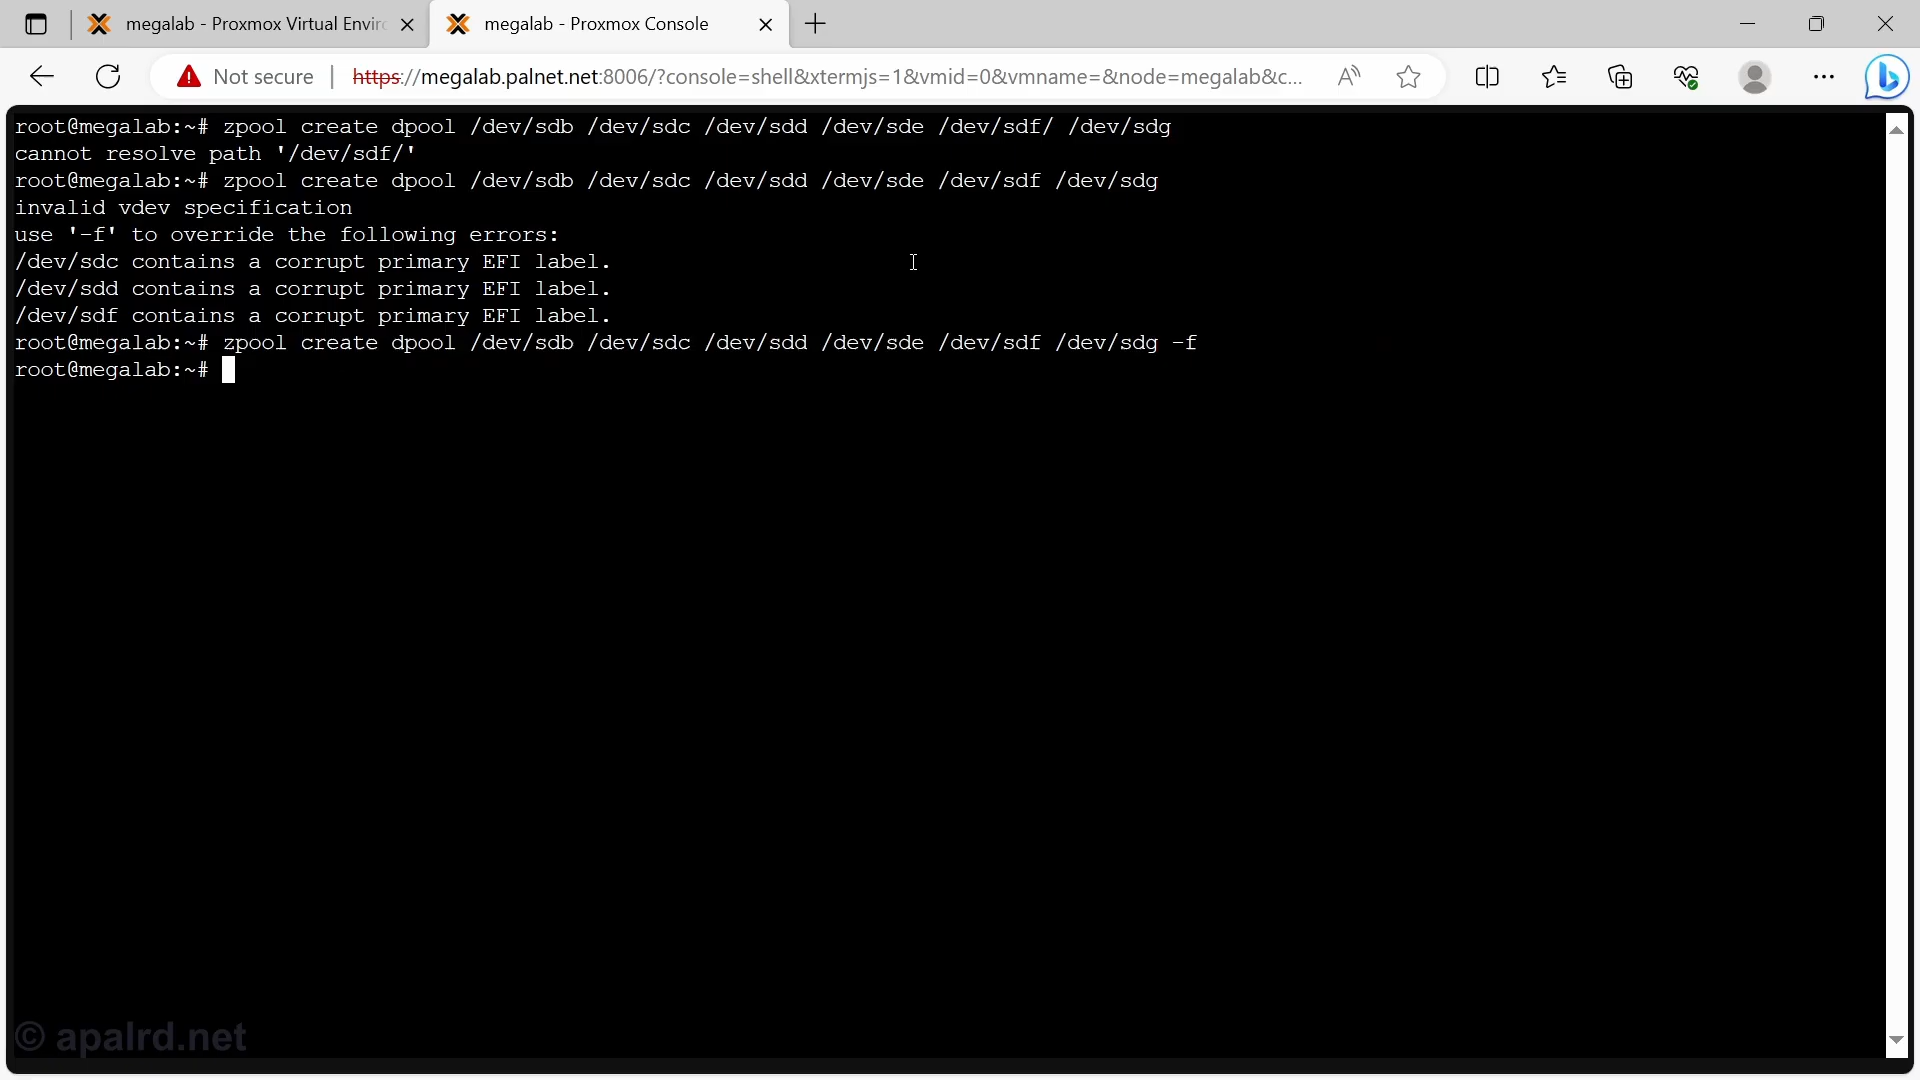 megalab - Proxmox Virtual Envir
megalab - Proxmox Console
Not secure
https://megalab.palnet.net:8006/?console=shell&xtermjs=1&vmid=0&vmname=&node=megalab&c...
root@megalab:~# zpool create dpool /dev/sdb /dev/sdc /dev/sdd /dev/sde /dev/sdf/ /dev/sdg
cannot resolve path '/dev/sdf/'
root@megalab:~# zpool create dpool /dev/sdb /dev/sdc /dev/sdd /dev/sde /dev/sdf /dev/sdg
invalid vdev specification
use '-f' to override the following errors:
/dev/sdc contains a corrupt primary EFI label.
/dev/sdd contains a corrupt primary EFI label.
/dev/sdf contains a corrupt primary EFI label.
root@megalab:~# zpool create dpool /dev/sdb /dev/sdc /dev/sdd /dev/sde /dev/sdf /dev/sdg -f
root@megalab:~#
© apalrd.net